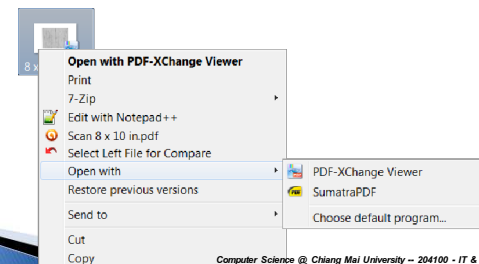 8 x
Open with PDF-XChange Viewer
Print
7-Zip
Edit with Notepad++
Scan 8 x 10 in.pdf
Select Left File for Compare
Open with
PDF-XChange Viewer
SumatraPDF
Restore previous versions
Choose default program...
Send to
Cut
Copy
Computer Science @ Chiang Mai University -- 204100 - IT &